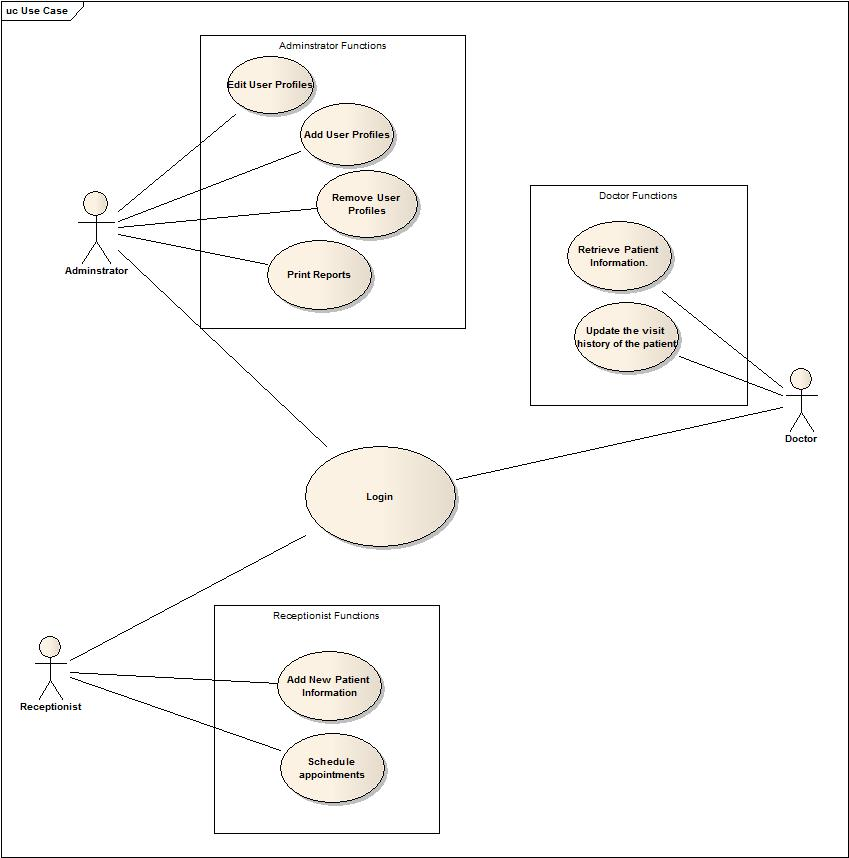 uc Use Case
Adminstrator Functions
Edit User Profiles
Add User Profiles
Remove User
Profiles
Print Reports
Adminstrator
Doctor Functions
Retrieve Patient
Information.
Update the visit
history of the patient
Doctor
Login
Receptionist Functions
Add New Patient
Information
Schedule
appointments
Receptionist